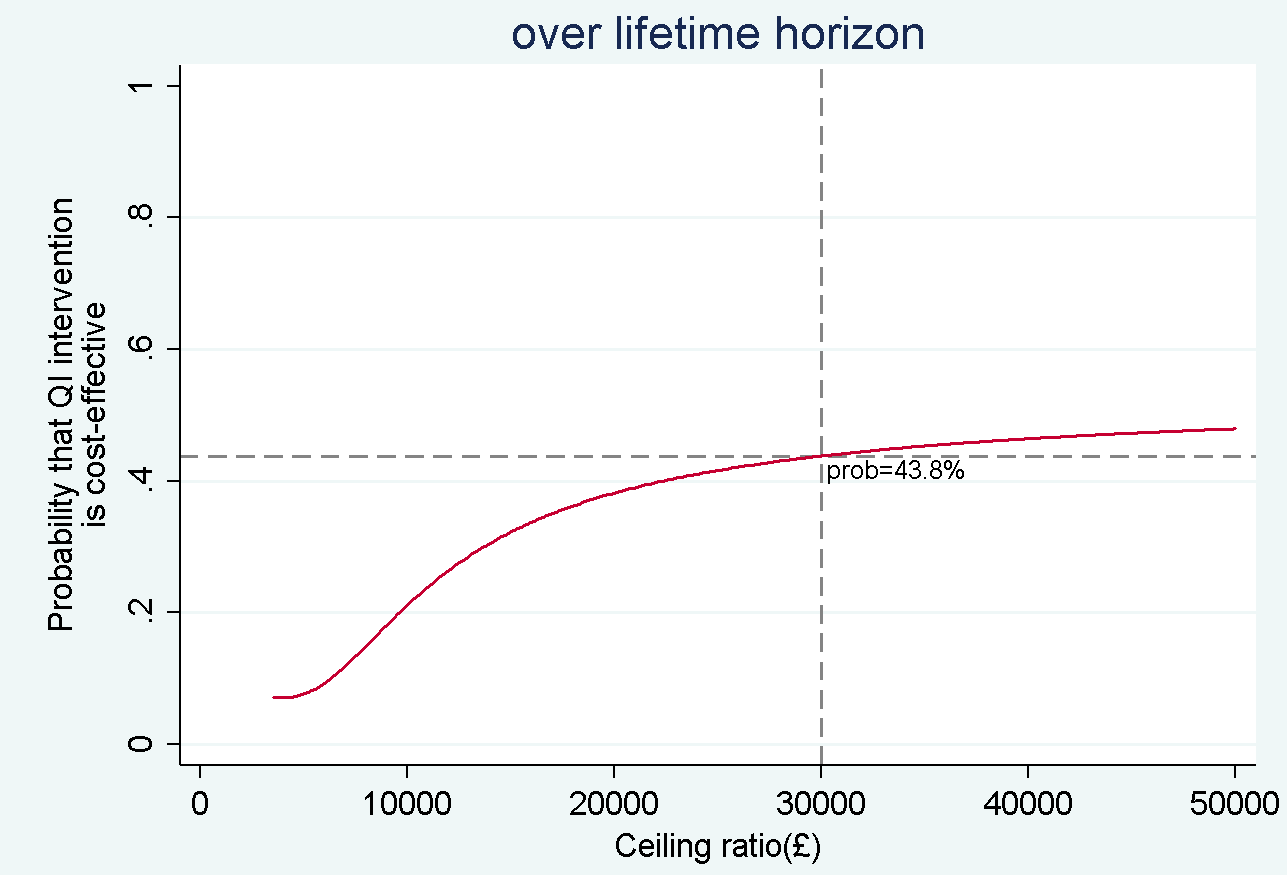 over lifetime horizon
Probability that QI intervention
is cost-effective
1
.8
.6
.4
.2
0
prob=43.8%
0 10000 20000 30000 40000 50000
Ceiling ratio(£)